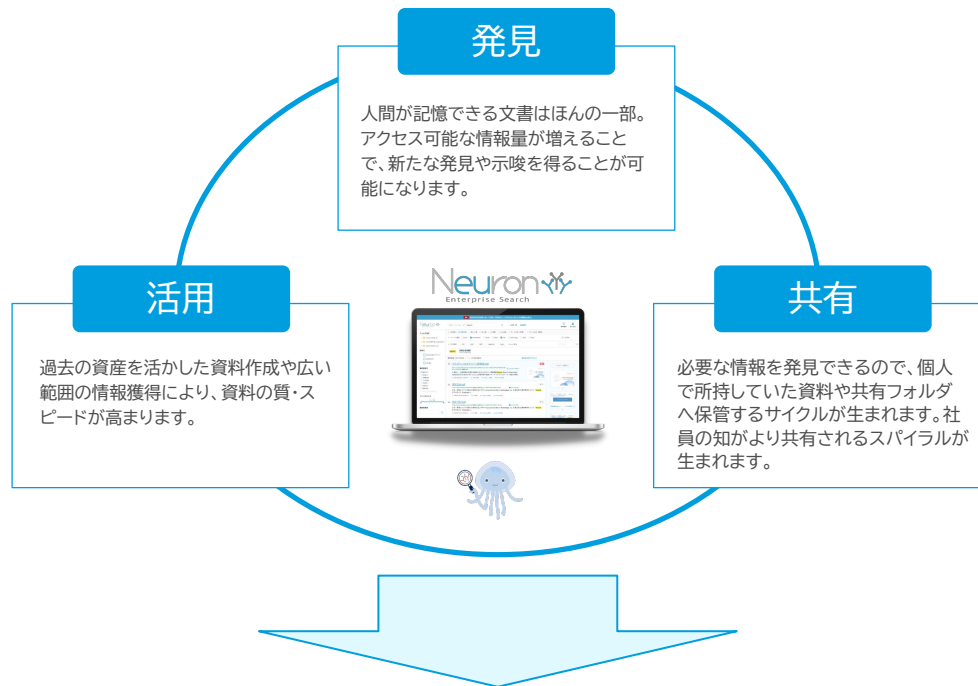 発見
人間が記憶できる文書はほんの一部。
アクセス可能な情報量が増えること
で、新たな発見や示唆を得ることが可
能になります。
活用
過去の資産を活かした資料作成や広い
範囲の情報獲得により、資料の質・ス
ピードが高まります。
Neuron
Enterprise Search
共有
必要な情報を発見できるので、個人
で所持していた資料や共有フォルダ
へ保管するサイクルが生まれます。社
員の知がより共有されるスパイラルが
生まれます。